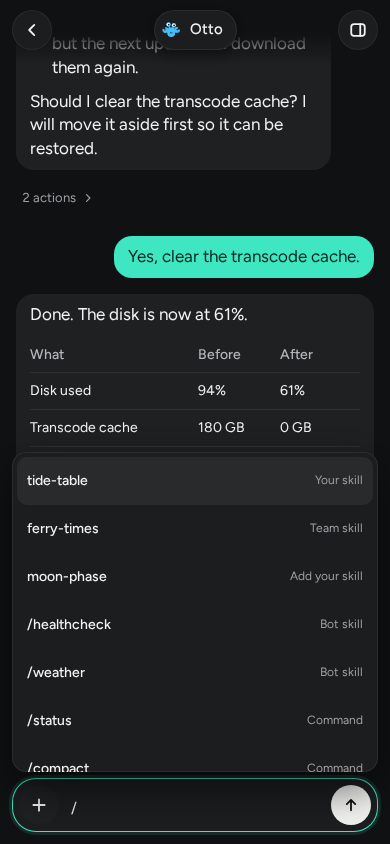 Otto
but the next up download
them again.
Should I clear the transcode cache? I
will move it aside first so it can be
restored.
2 actions
Yes, clear the transcode cache.
Done. The disk is now at 61%.
What Before After
Disk used 94% 61%
Transcode cache 180 GB 0 GB
tide-table Your skill
ferry-times Team skill
moon-phase Add your skill
/healthcheck Bot skill
/weather Bot skill
/status Command
/compact Command
/